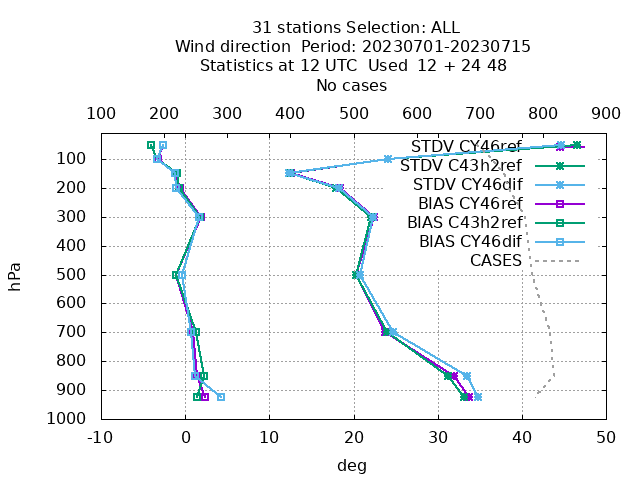 31 stations Selection: ALL
Wind direction  Period: 20230701-20230715
Statistics at 12 UTC  Used  12 + 24 48
No cases
100 200 300 400 500 600 700 800 900
STDV CY46ref
STDV C43h2ref
STDV CY46dif
BIAS CY46ref
BIAS C43h2ref
BIAS CY46dif
CASES
100
200
300
400
500
600
700
800
900
1000
hPa
-10 0 10 20 30 40 50
deg